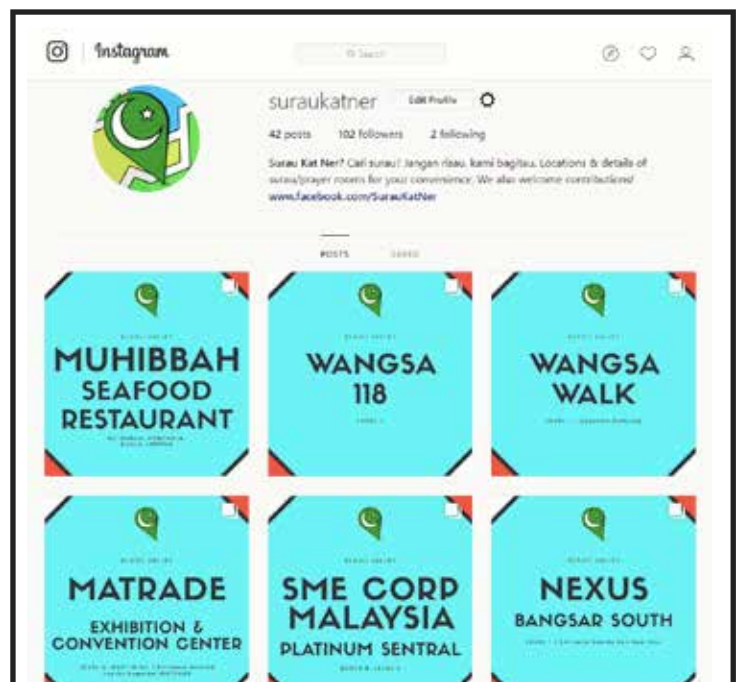 Instagram
Search
suraukatner Edit Profile
42 posts 102 followers 2 following
Surau Kat Ner? Cari surau? Jangan risau, kami bagitau. Locations & details of
surau/prayer rooms for your convenience. We also welcome contributions!
www.facebook.com/SurauKatNer
POSTS SAVED
MUHIBBAH
SEAFOOD
RESTAURANT
WANGSA
118
WANGSA
WALK
MATRADE
EXHIBITION &
CONVENTION CENTER
SME CORP
MALAYSIA
PLATINUM SENTRAL
NEXUS
BANGSAR SOUTH